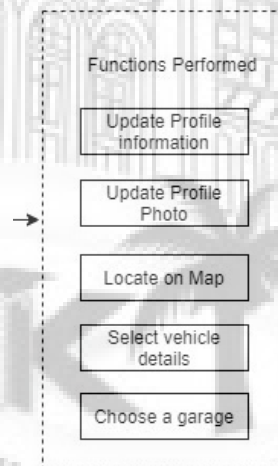 Functions Performed
Update Profile
information
Update Profile
Photo
Locate on Map
Select vehicle
details
Choose a garage